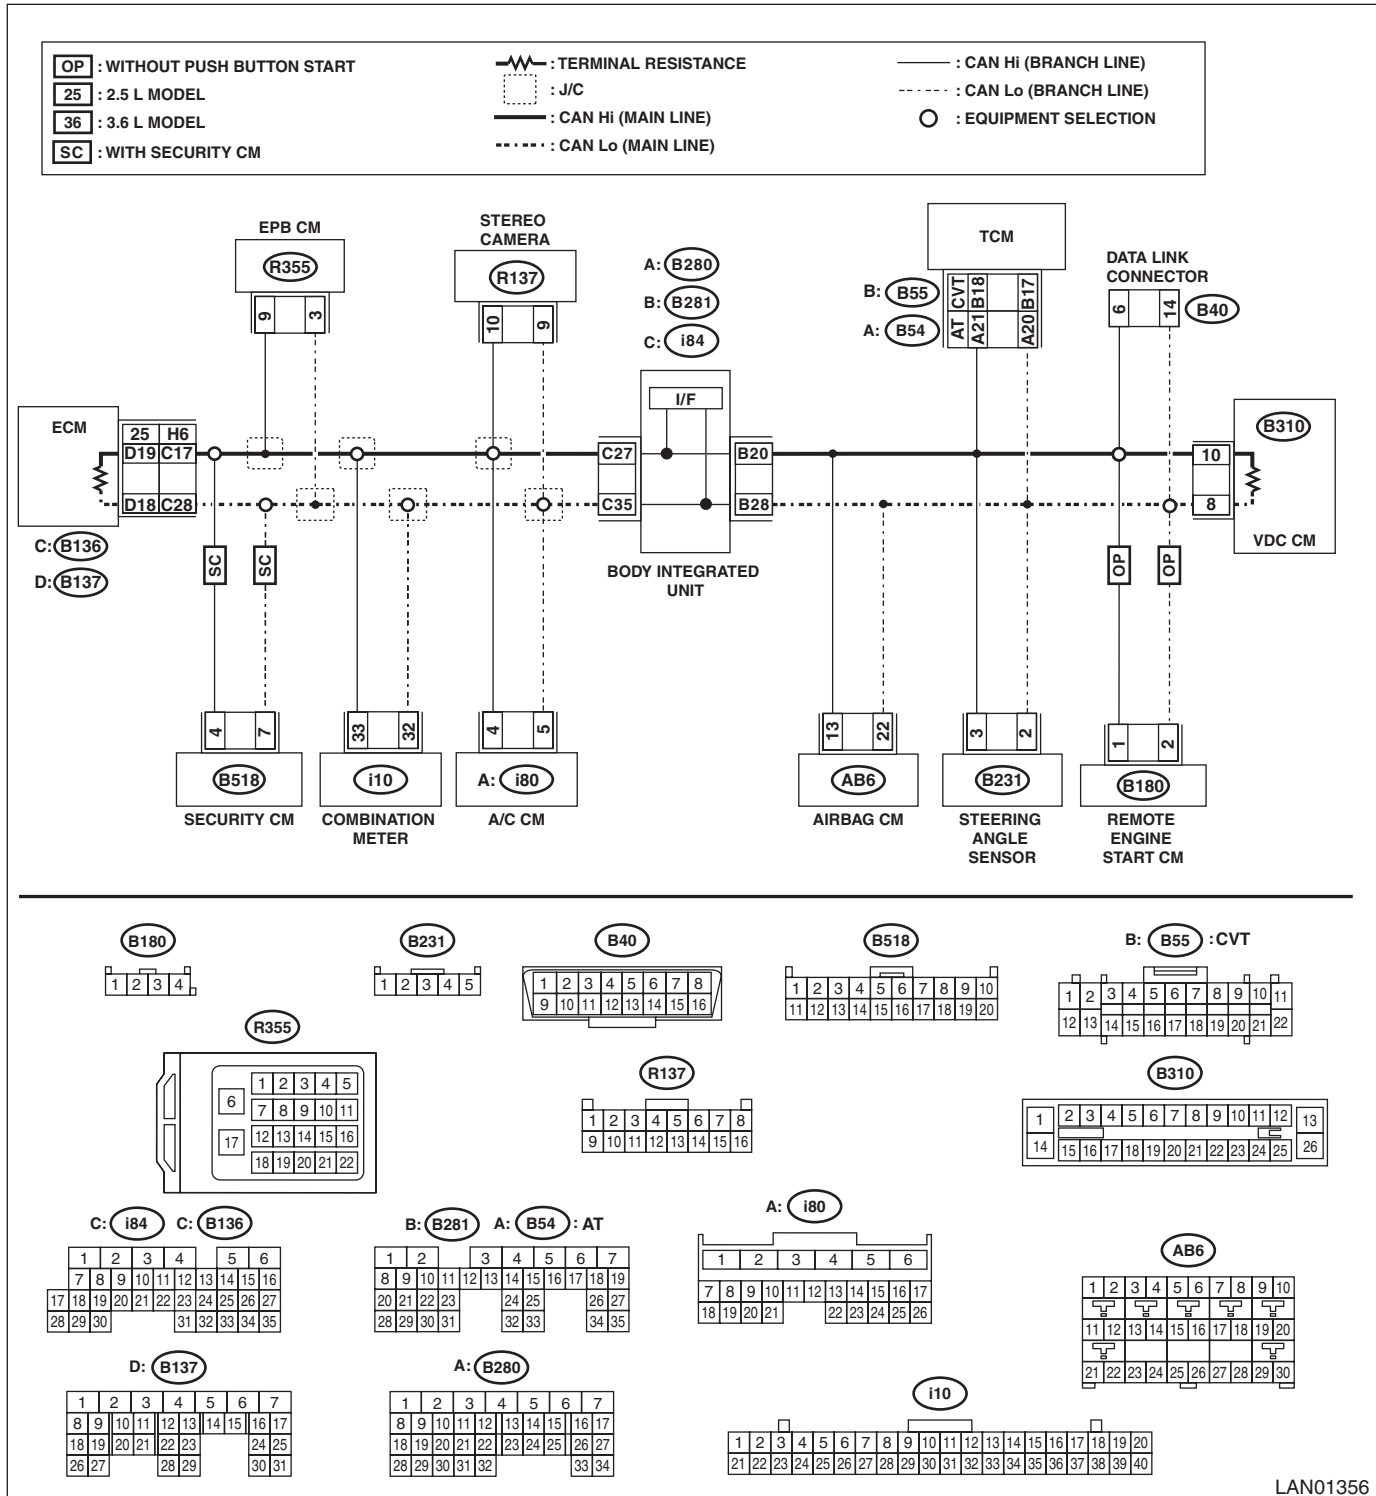 OP : WITHOUT PUSH BUTTON START
25 : 2.5 L MODEL
36 : 3.6 L MODEL
SC : WITH SECURITY CM
: TERMINAL RESISTANCE
: J/C
: CAN Hi (MAIN LINE)
: CAN Lo (MAIN LINE)
: CAN Hi (BRANCH LINE)
: CAN Lo (BRANCH LINE)
: EQUIPMENT SELECTION
EPB CM
R355
9 3
STEREO
CAMERA
R137
10 9
A: B280
B: B281
C: i84
TCM
B: B55
A: B54
CVT B18 B17
AT A21 A20
DATA LINK
CONNECTOR
6 14
B40
ECM
25 H6
D19 C17
D18 C28
C: B136
D: B137
I/F
C27 B20
C35 B28
BODY INTEGRATED
UNIT
B310
10
8
VDC CM
SC SC
OP OP
4 7
B518
SECURITY CM
33 32
i10
COMBINATION
METER
4 5
A: i80
A/C CM
13 22
AB6
AIRBAG CM
3 2
B231
STEERING
ANGLE
SENSOR
1 2
B180
REMOTE
ENGINE
START CM
B180
1 2 3 4
B231
1 2 3 4 5
B40
1 2 3 4 5 6 7 8
9 10 11 12 13 14 15 16
B518
1 2 3 4 5 6 7 8 9 10
11 12 13 14 15 16 17 18 19 20
B: B55 : CVT
1 2 3 4 5 6 7 8 9 10 11
12 13 14 15 16 17 18 19 20 21 22
R355
1 2 3 4 5
6
7 8 9 10 11
12 13 14 15 16
17
18 19 20 21 22
R137
1 2 3 4 5 6 7 8
9 10 11 12 13 14 15 16
B310
1 2 3 4 5 6 7 8 9 10 11 12 13
14 15 16 17 18 19 20 21 22 23 24 25 26
C: i84 C: B136
1 2 3 4 5 6
7 8 9 10 11 12 13 14 15 16
17 18 19 20 21 22 23 24 25 26 27
28 29 30 31 32 33 34 35
B: B281 A: B54 : AT
1 2 3 4 5 6 7
8 9 10 11 12 13 14 15 16 17 18 19
20 21 22 23 24 25 26 27
28 29 30 31 32 33 34 35
A: i80
1 2 3 4 5 6
7 8 9 10 11 12 13 14 15 16 17
18 19 20 21 22 23 24 25 26
AB6
1 2 3 4 5 6 7 8 9 10
11 12 13 14 15 16 17 18 19 20
21 22 23 24 25 26 27 28 29 30
D: B137
1 2 3 4 5 6 7
8 9 10 11 12 13 14 15 16 17
18 19 20 21 22 23 24 25
26 27 28 29 30 31
A: B280
1 2 3 4 5 6 7
8 9 10 11 12 13 14 15 16 17
18 19 20 21 22 23 24 25 26 27
28 29 30 31 32 33 34
i10
1 2 3 4 5 6 7 8 9 10 11 12 13 14 15 16 17 18 19 20
21 22 23 24 25 26 27 28 29 30 31 32 33 34 35 36 37 38 39 40
LAN01356